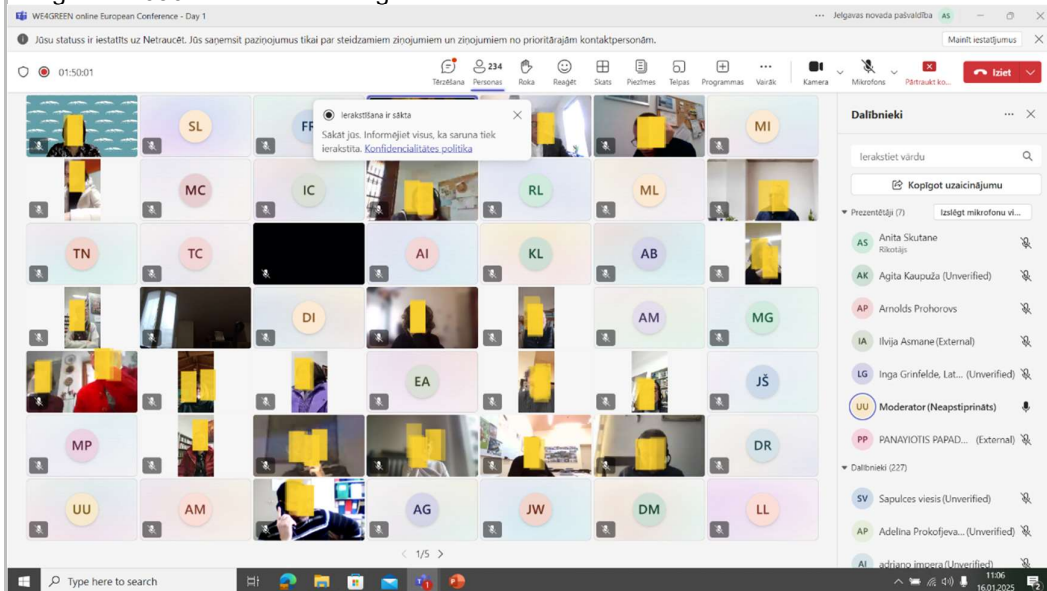 WE4GREEN online European Conference - Day 1
Jelgavas novada pašvaldība AS
Jūsu statuss ir iestatīts uz Netraucēt. Jūs saņemsit paziņojumus tikai par steidzamiem ziņojumiem un ziņojumiem no prioritārajām kontaktpersonām.
Mainīt iestatījumus
01:50:01
Tērzēšana
234
Personas
Roka
Reaģēt
Skats
Piezīmes
Telpas
Programmas
Vairāk
Kamera
Mikrofons
Pārtraukt ko...
Iziet
Ierakstīšana ir sākta
Sākāt jūs. Informējiet visus, ka saruna tiek
ierakstīta. Konfidencialitātes politika
SL
MI
MC
IC
RL
ML
TN
TC
AI
KL
AB
DI
AM
MG
EA
JŠ
MP
DR
UU
AM
AG
JW
DM
LL
1/5
Dalībnieki
Ierakstiet vārdu
Kopīgot uzaicinājumu
Prezentētāji (7)
Izslēgt mikrofonu vi...
AS Anita Skutane
Rīkotājs
AK Agita Kaupuža (Unverified)
AP Arnolds Prohorovs
IA Ilvija Asmane (External)
LG Inga Grinfelde, Lat... (Unverified)
UU Moderator (Neapstiprināts)
PP PANAYIOTIS PAPAD... (External)
Dalībnieki (227)
SV Sapulces viesis (Unverified)
AP Adelīna Prokofjeva... (Unverified)
AI adriano impera (Unverified)
Type here to search
11:06
16.01.2025